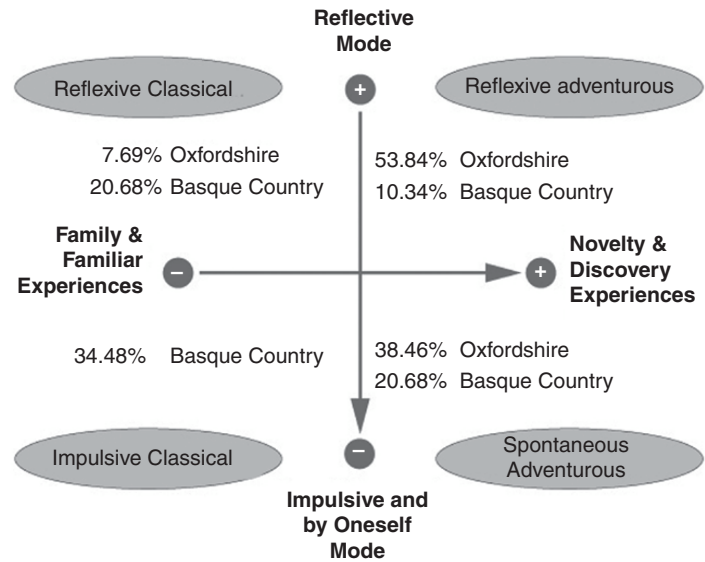 Reflective
Mode
Reflexive Classical
Reflexive adventurous
+
7.69% Oxfordshire
20.68% Basque Country
53.84% Oxfordshire
10.34% Basque Country
Family &
Familiar
Experiences
−
+
Novelty &
Discovery
Experiences
34.48% Basque Country
38.46% Oxfordshire
20.68% Basque Country
−
Impulsive Classical
Spontaneous
Adventurous
Impulsive and
by Oneself
Mode